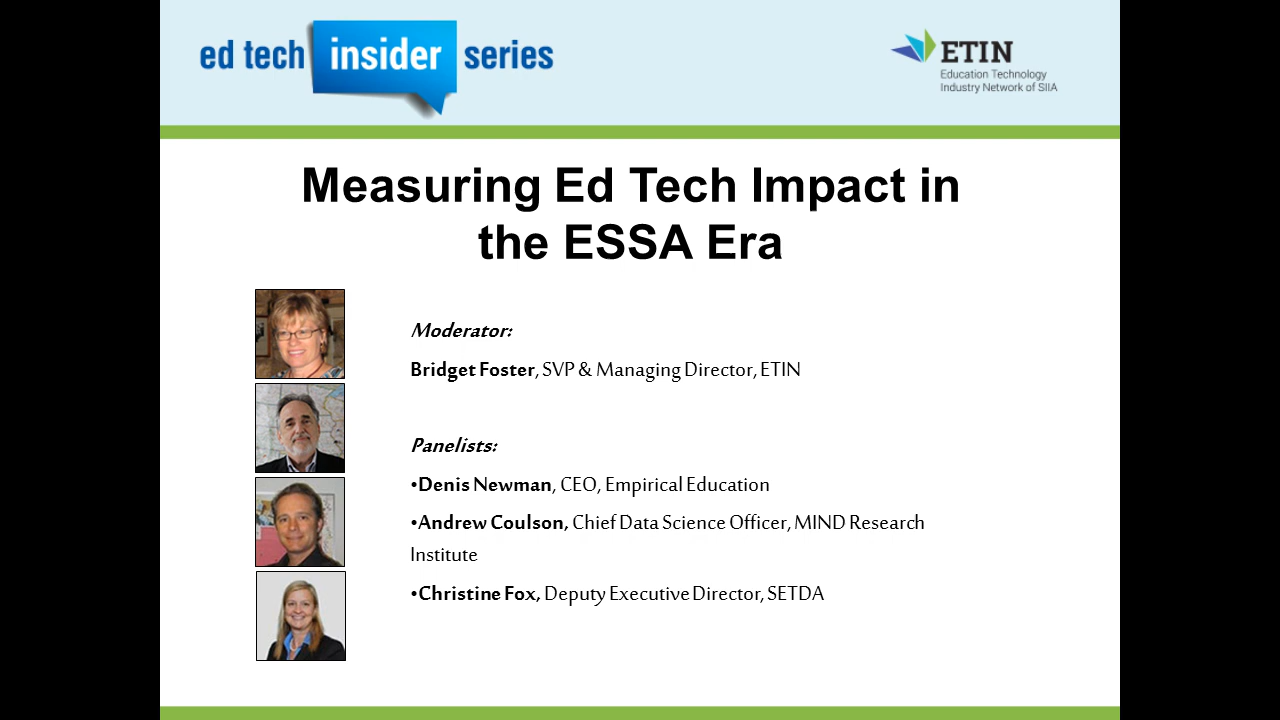 ed tech insider series
ETIN
Education Technology
Industry Network of SIIA
Measuring Ed Tech Impact in
the ESSA Era
Moderator:
Bridget Foster, SVP & Managing Director, ETIN
Panelists:
•Denis Newman, CEO, Empirical Education
•Andrew Coulson, Chief Data Science Officer, MIND Research
Institute
•Christine Fox, Deputy Executive Director, SETDA